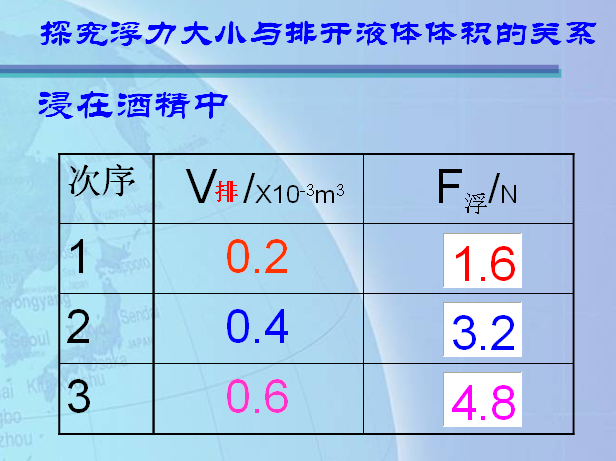 探究浮力大小与排开液体体积的关系
浸在酒精中
次序 V排/X10⁻³m³ F浮/N
1 0.2 1.6
2 0.4 3.2
3 0.6 4.8
Seoul